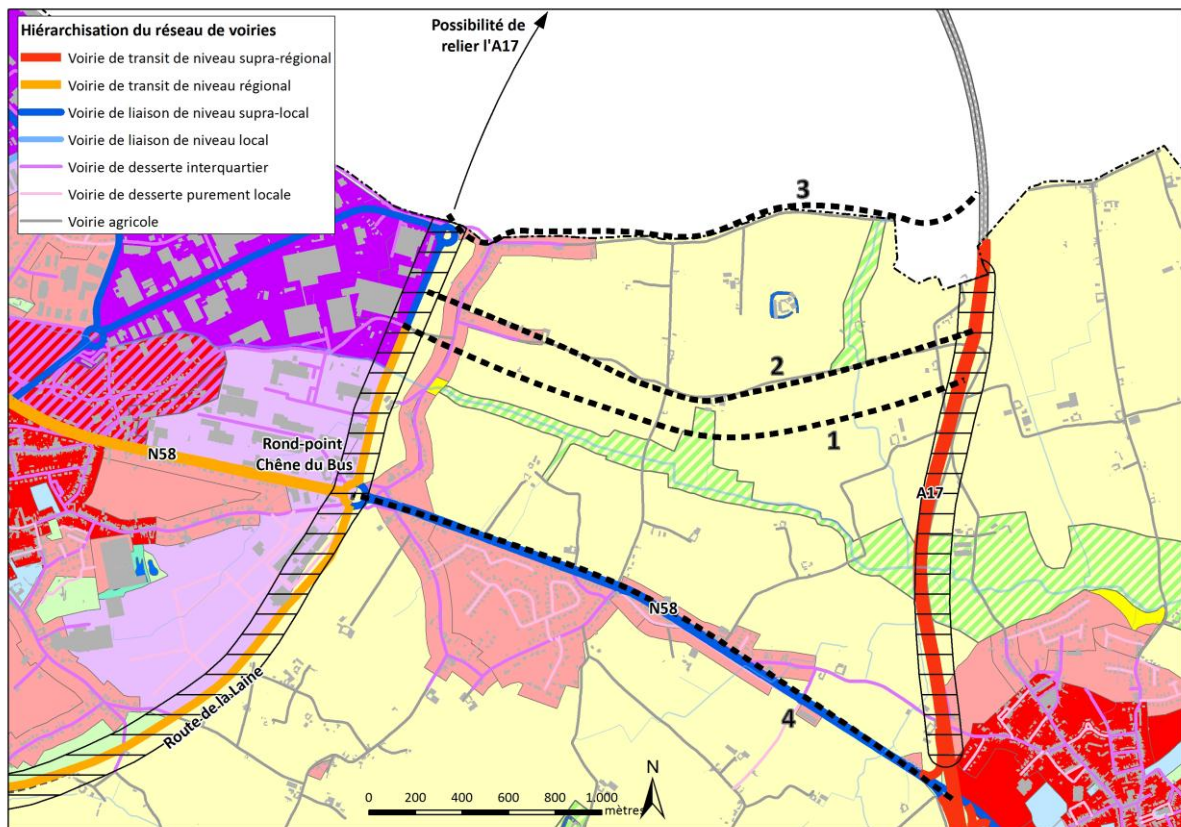 Hiérarchisation du réseau de voiries
Voirie de transit de niveau supra-régional
Voirie de transit de niveau régional
Voirie de liaison de niveau supra-local
Voirie de liaison de niveau local
Voirie de desserte interquartier
Voirie de desserte purement locale
Voirie agricole
Possibilité de
relier l'A17
3
2
1
N58
Rond-point
Chêne du Bus
A17
N58
Route de la Laine
4
N
0 200 400 600 800 1.000
mètres